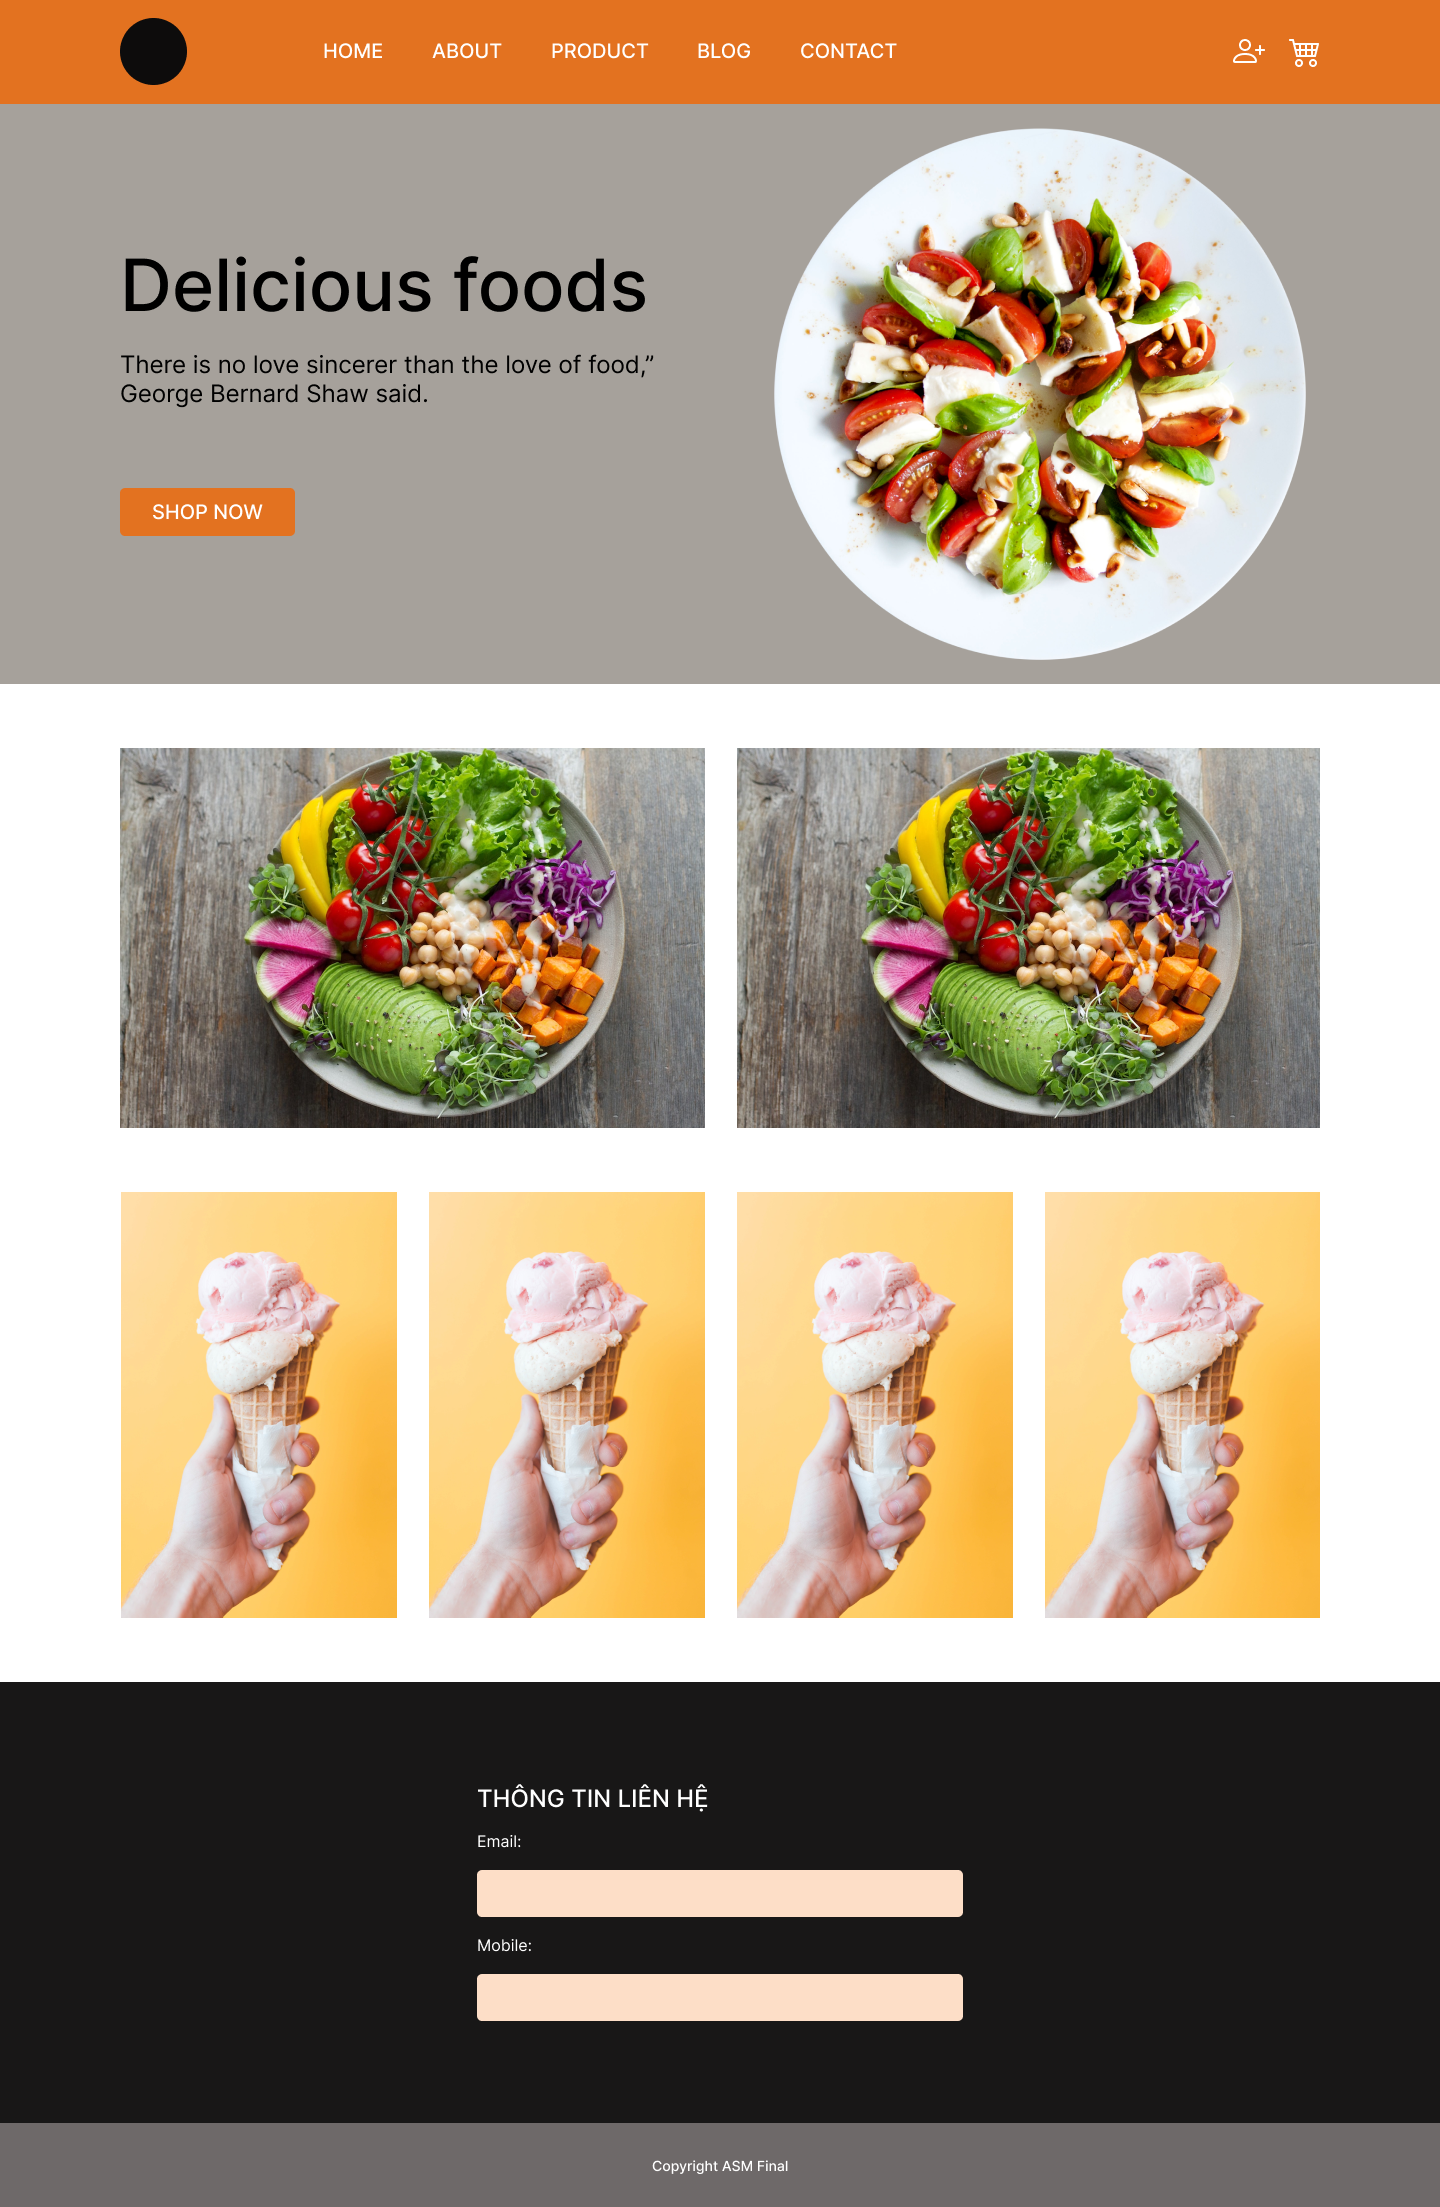 HOME ABOUT PRODUCT BLOG CONTACT
Delicious foods
There is no love sincerer than the love of food,”
George Bernard Shaw said.
SHOP NOW
THÔNG TIN LIÊN HỆ
Email:
Mobile:
Copyright ASM Final